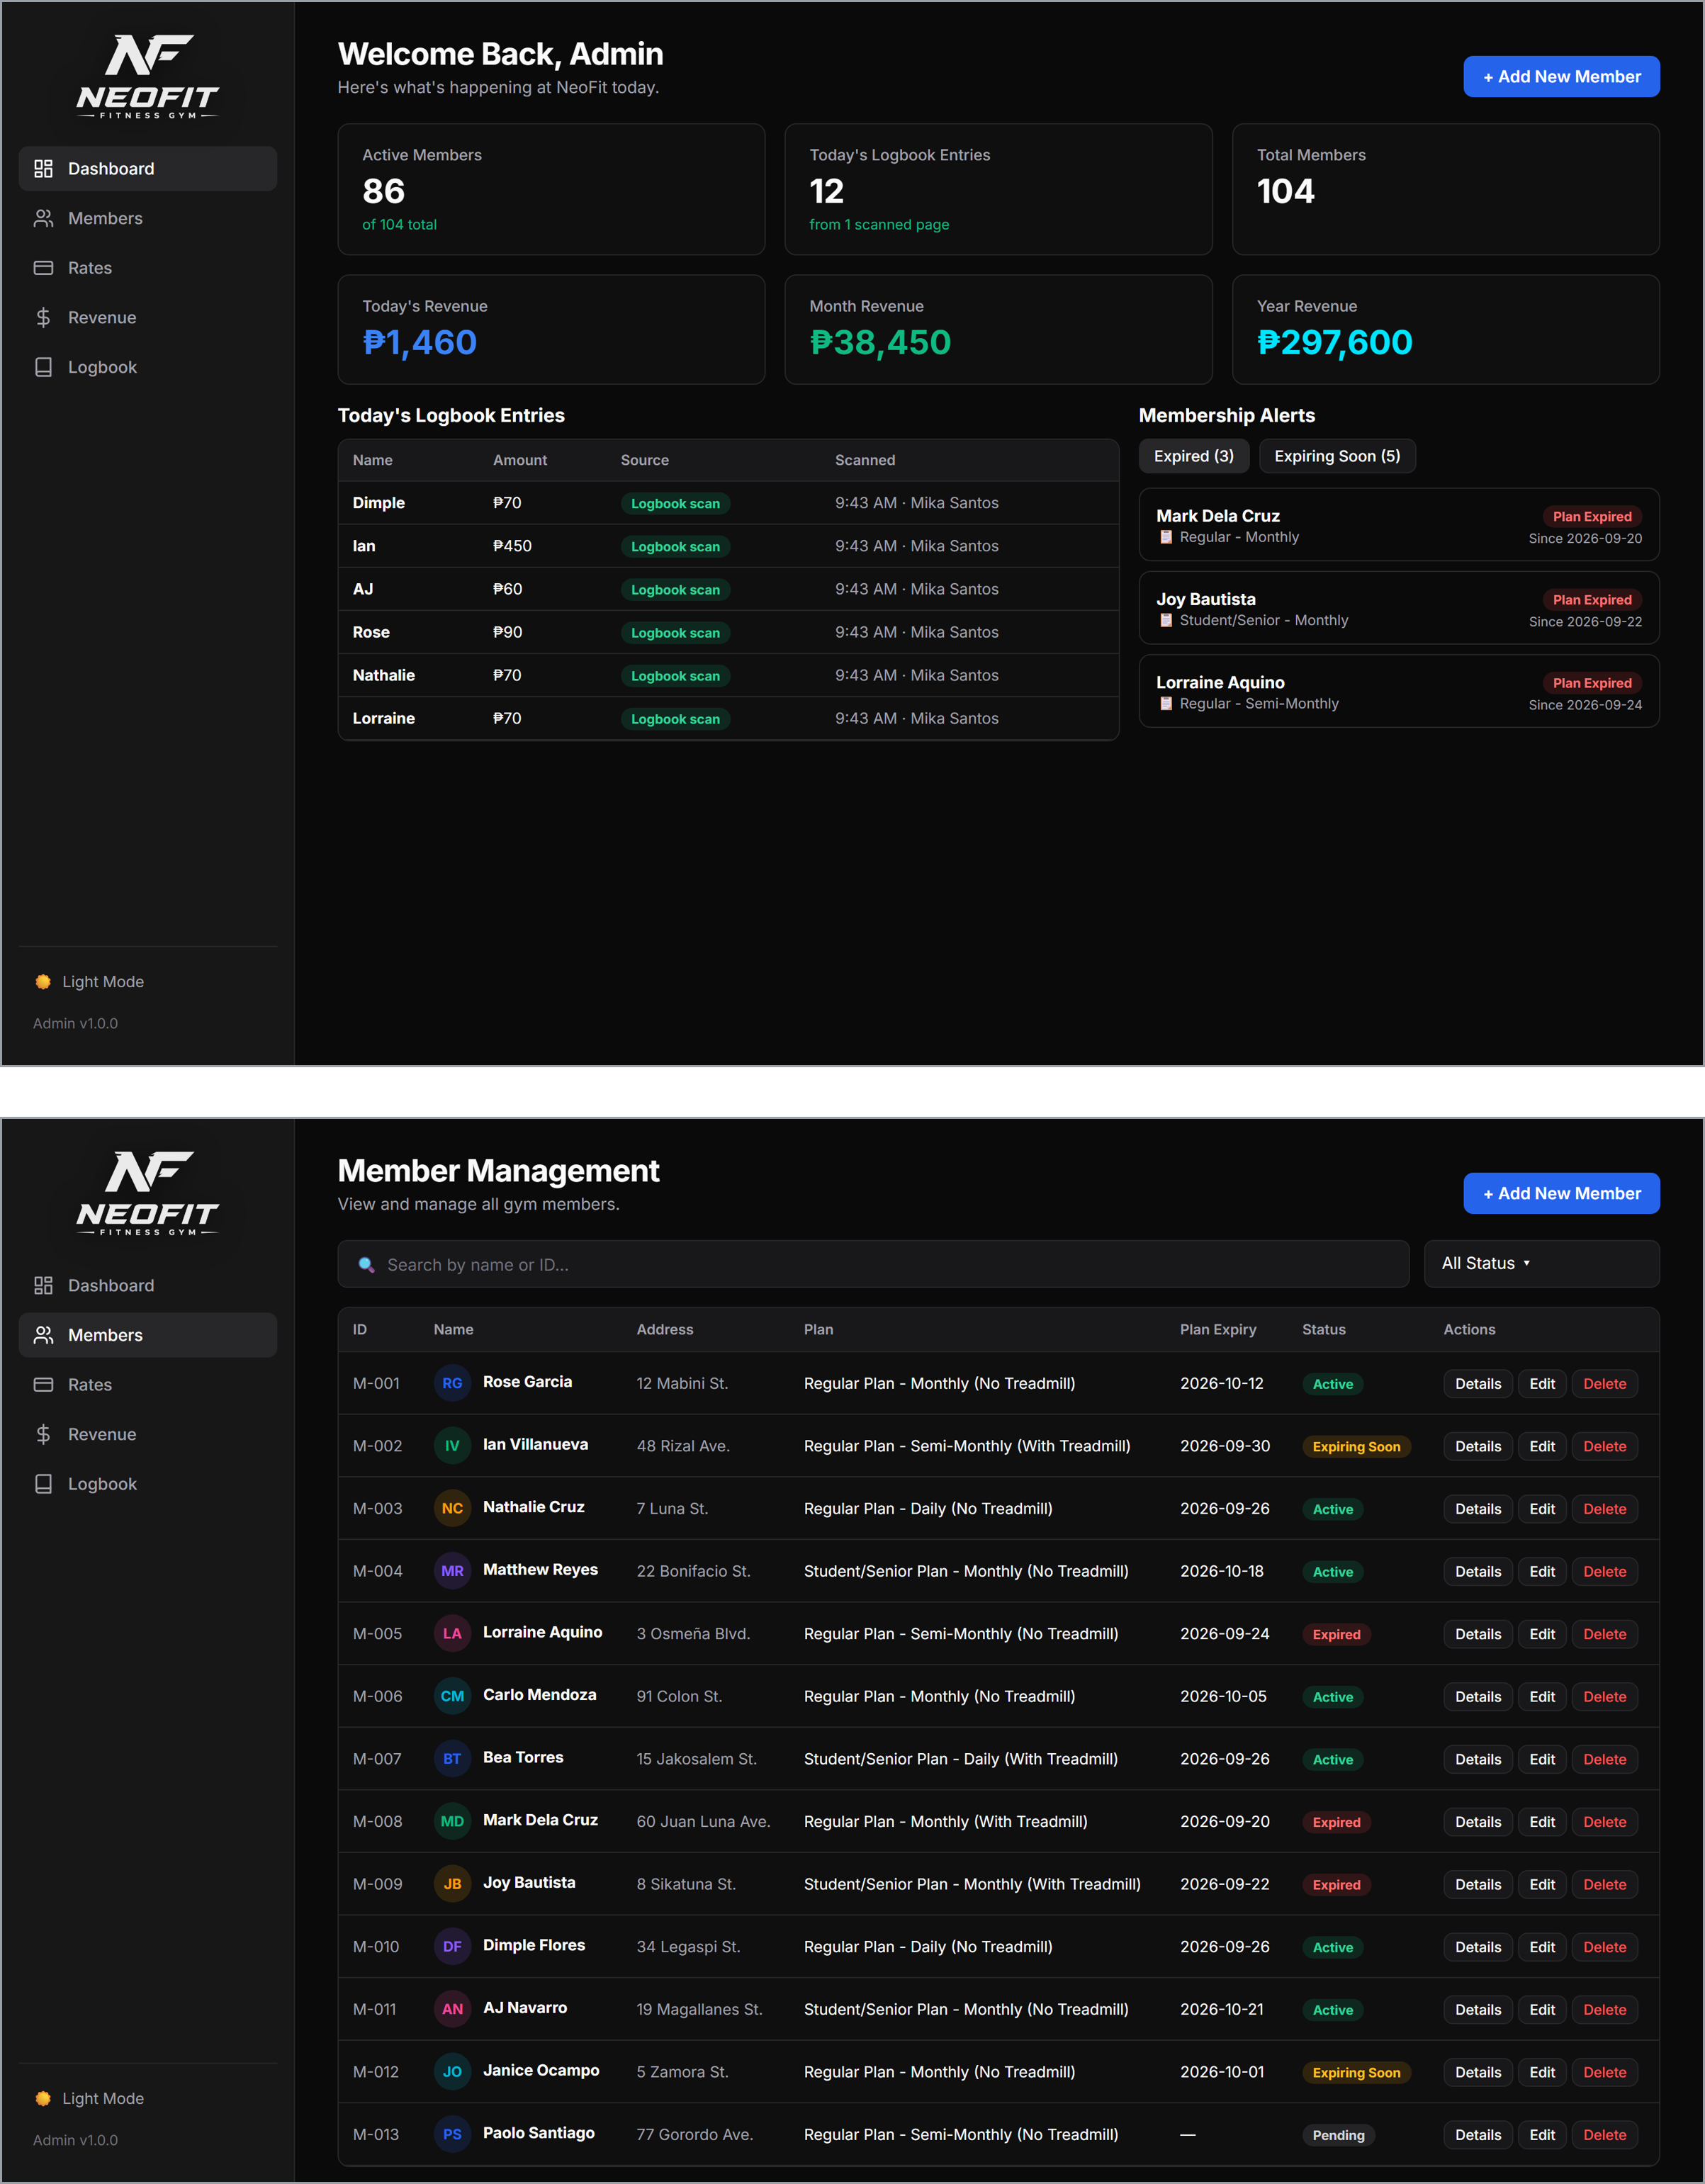 NF
NEOFIT
FITNESS GYM
Dashboard
Members
Rates
Revenue
Logbook
Light Mode
Admin v1.0.0
Welcome Back, Admin
Here's what's happening at NeoFit today.
+ Add New Member
Active Members
86
of 104 total
Today's Logbook Entries
12
from 1 scanned page
Total Members
104
Today's Revenue
₱1,460
Month Revenue
₱38,450
Year Revenue
₱297,600
Today's Logbook Entries
Name Amount Source Scanned
Dimple ₱70 Logbook scan 9:43 AM · Mika Santos
Ian ₱450 Logbook scan 9:43 AM · Mika Santos
AJ ₱60 Logbook scan 9:43 AM · Mika Santos
Rose ₱90 Logbook scan 9:43 AM · Mika Santos
Nathalie ₱70 Logbook scan 9:43 AM · Mika Santos
Lorraine ₱70 Logbook scan 9:43 AM · Mika Santos
Membership Alerts
Expired (3) Expiring Soon (5)
Mark Dela Cruz Plan Expired
Regular - Monthly Since 2026-09-20
Joy Bautista Plan Expired
Student/Senior - Monthly Since 2026-09-22
Lorraine Aquino Plan Expired
Regular - Semi-Monthly Since 2026-09-24
NF
NEOFIT
FITNESS GYM
Dashboard
Members
Rates
Revenue
Logbook
Light Mode
Admin v1.0.0
Member Management
View and manage all gym members.
+ Add New Member
Search by name or ID...
All Status ▾
ID Name Address Plan Plan Expiry Status Actions
M-001 RG Rose Garcia 12 Mabini St. Regular Plan - Monthly (No Treadmill) 2026-10-12 Active Details Edit Delete
M-002 IV Ian Villanueva 48 Rizal Ave. Regular Plan - Semi-Monthly (With Treadmill) 2026-09-30 Expiring Soon Details Edit Delete
M-003 NC Nathalie Cruz 7 Luna St. Regular Plan - Daily (No Treadmill) 2026-09-26 Active Details Edit Delete
M-004 MR Matthew Reyes 22 Bonifacio St. Student/Senior Plan - Monthly (No Treadmill) 2026-10-18 Active Details Edit Delete
M-005 LA Lorraine Aquino 3 Osmeña Blvd. Regular Plan - Semi-Monthly (No Treadmill) 2026-09-24 Expired Details Edit Delete
M-006 CM Carlo Mendoza 91 Colon St. Regular Plan - Monthly (No Treadmill) 2026-10-05 Active Details Edit Delete
M-007 BT Bea Torres 15 Jakosalem St. Student/Senior Plan - Daily (With Treadmill) 2026-09-26 Active Details Edit Delete
M-008 MD Mark Dela Cruz 60 Juan Luna Ave. Regular Plan - Monthly (With Treadmill) 2026-09-20 Expired Details Edit Delete
M-009 JB Joy Bautista 8 Sikatuna St. Student/Senior Plan - Monthly (With Treadmill) 2026-09-22 Expired Details Edit Delete
M-010 DF Dimple Flores 34 Legaspi St. Regular Plan - Daily (No Treadmill) 2026-09-26 Active Details Edit Delete
M-011 AN AJ Navarro 19 Magallanes St. Student/Senior Plan - Monthly (No Treadmill) 2026-10-21 Active Details Edit Delete
M-012 JO Janice Ocampo 5 Zamora St. Regular Plan - Monthly (No Treadmill) 2026-10-01 Expiring Soon Details Edit Delete
M-013 PS Paolo Santiago 77 Gorordo Ave. Regular Plan - Semi-Monthly (No Treadmill) — Pending Details Edit Delete